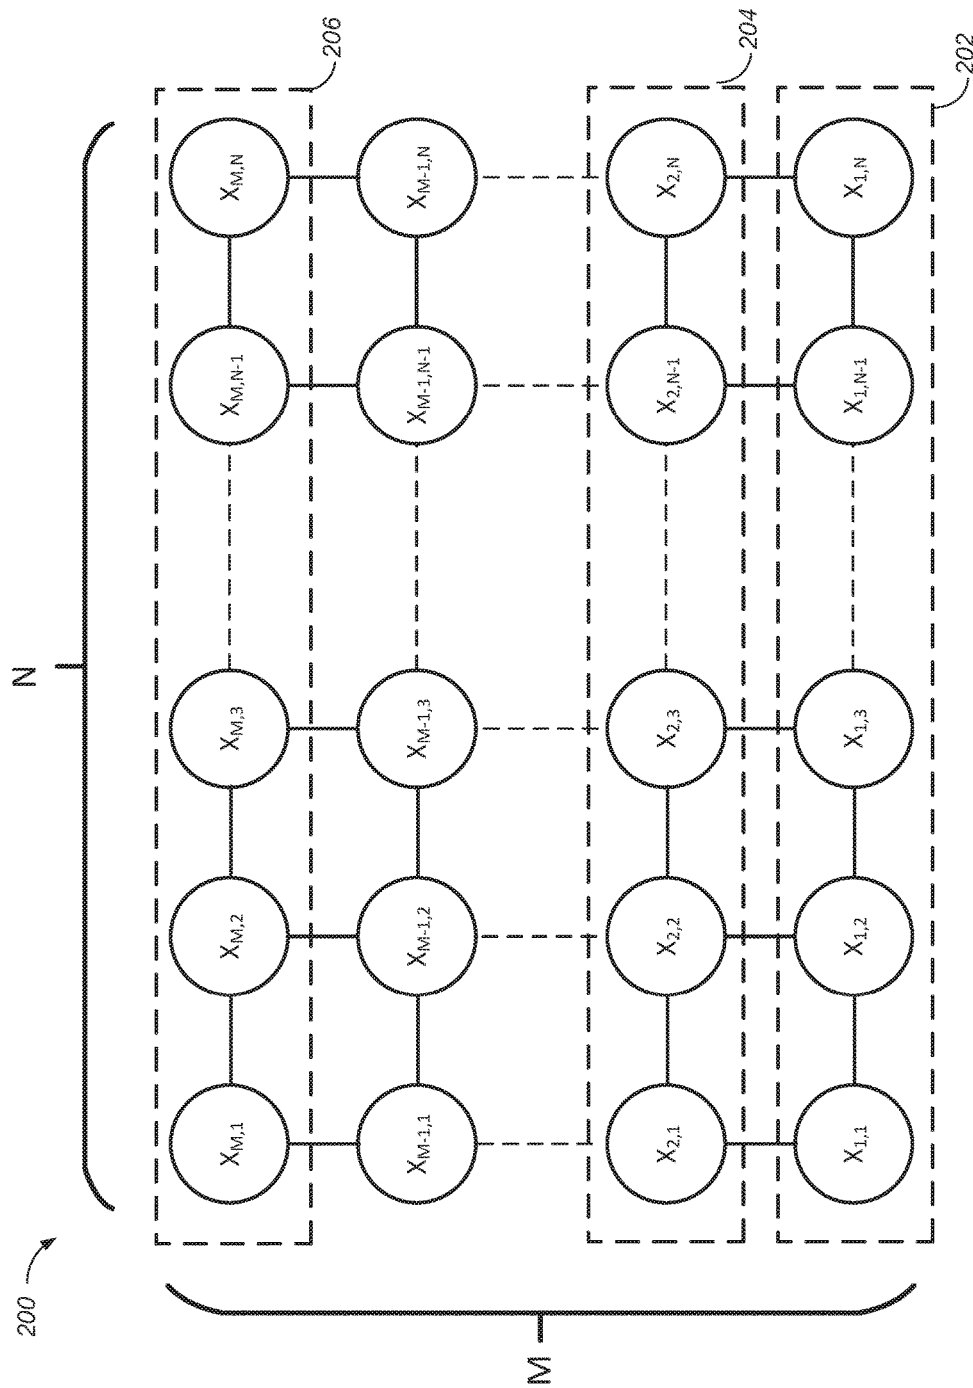 200
N
M
206
X_{M,1} X_{M,2} X_{M,3} X_{M,N-1} X_{M,N}
X_{M-1,1} X_{M-1,2} X_{M-1,3} X_{M-1,N-1} X_{M-1,N}
204
X_{2,1} X_{2,2} X_{2,3} X_{2,N-1} X_{2,N}
202
X_{1,1} X_{1,2} X_{1,3} X_{1,N-1} X_{1,N}